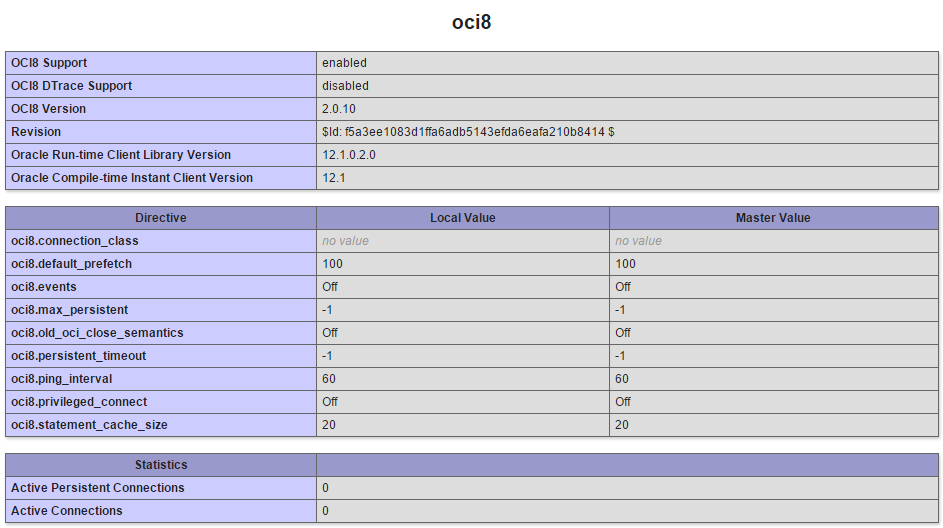 oci8
OCI8 Support enabled
OCI8 DTrace Support disabled
OCI8 Version 2.0.10
Revision $Id: f5a3ee1083d1ffa6adb5143efda6eafa210b8414 $
Oracle Run-time Client Library Version 12.1.0.2.0
Oracle Compile-time Instant Client Version 12.1
Directive Local Value Master Value
oci8.connection_class no value no value
oci8.default_prefetch 100 100
oci8.events Off Off
oci8.max_persistent -1 -1
oci8.old_oci_close_semantics Off Off
oci8.persistent_timeout -1 -1
oci8.ping_interval 60 60
oci8.privileged_connect Off Off
oci8.statement_cache_size 20 20
Statistics
Active Persistent Connections 0
Active Connections 0